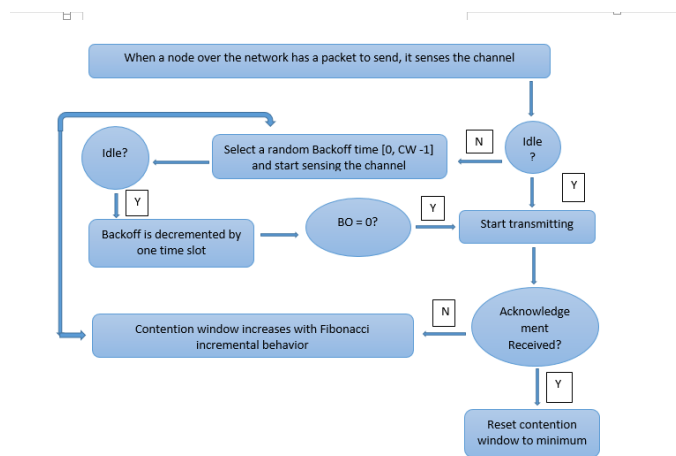 When a node over the network has a packet to send, it senses the channel
Idle
?
N
Y
Select a random Backoff time [0, CW -1]
and start sensing the channel
Idle?
Y
Backoff is decremented by
one time slot
BO = 0?
Y
Start transmitting
Acknowledge
ment
Received?
N
Contention window increases with Fibonacci
incremental behavior
Y
Reset contention
window to minimum